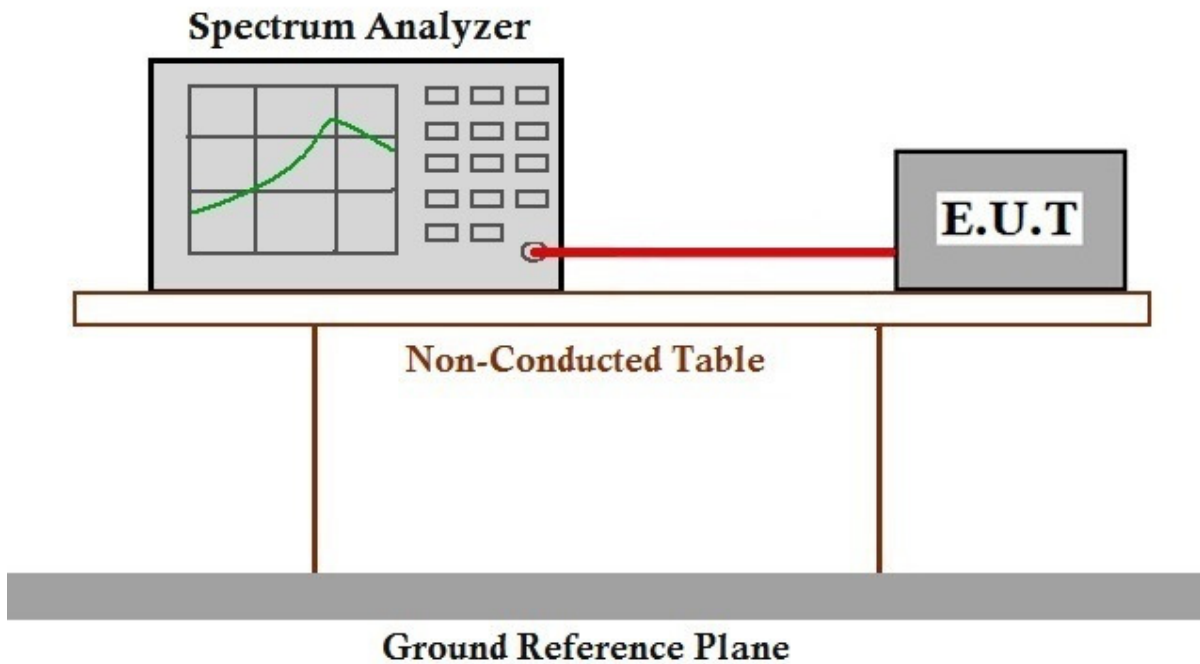 Spectrum Analyzer
E.U.T
Non-Conducted Table
Ground Reference Plane